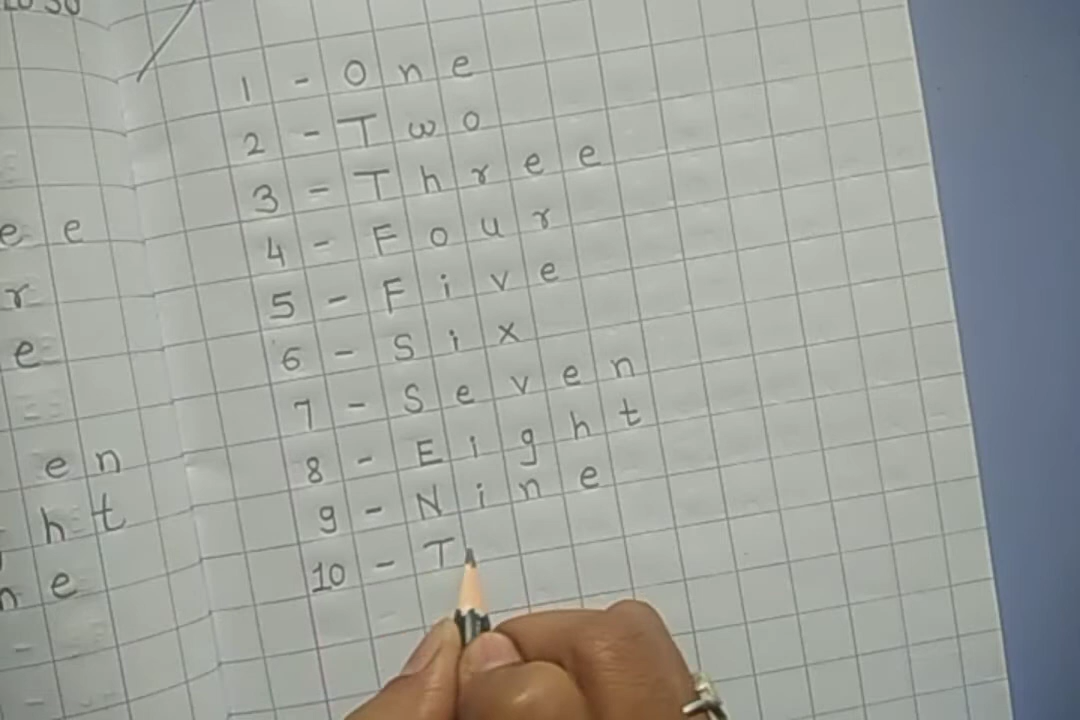 1 - One
2 - Two
3 - Three
4 - Four
5 - Five
6 - Six
7 - Seven
8 - Eight
9 - Nine
10 - T